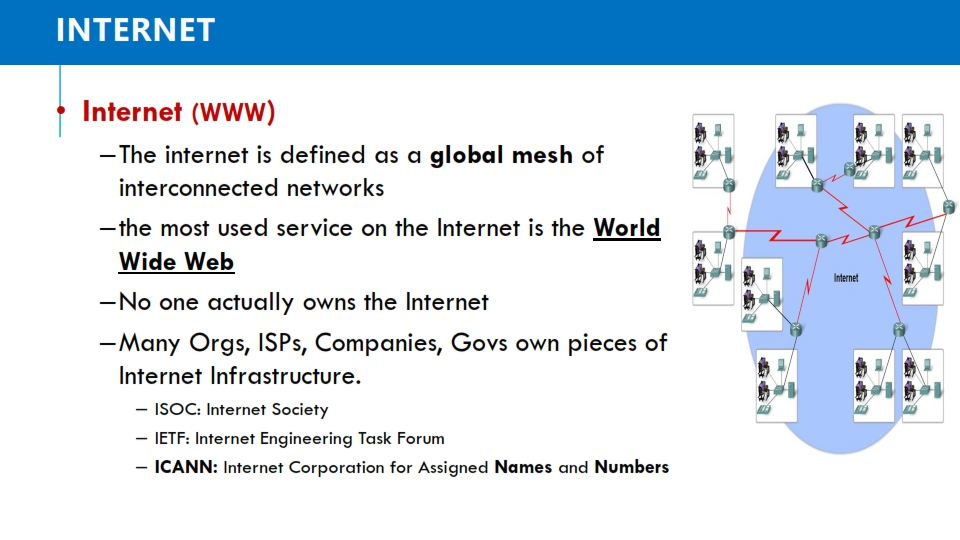 INTERNET
• Internet (WWW)
–The internet is defined as a global mesh of
interconnected networks
–the most used service on the Internet is the World
Wide Web
–No one actually owns the Internet
–Many Orgs, ISPs, Companies, Govs own pieces of
Internet Infrastructure.
– ISOC: Internet Society
– IETF: Internet Engineering Task Forum
– ICANN: Internet Corporation for Assigned Names and Numbers
Internet